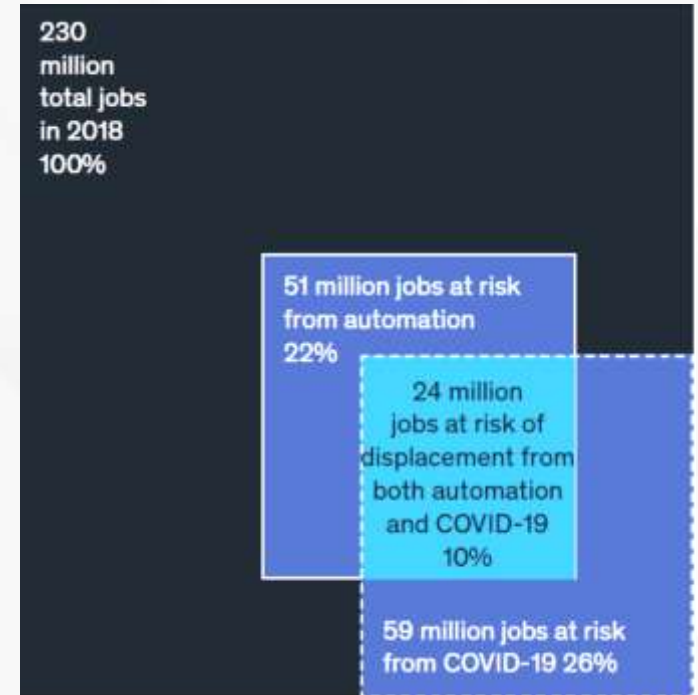 230
million
total jobs
in 2018
100%
51 million jobs at risk
from automation
22%
24 million
jobs at risk of
displacement from
both automation
and COVID-19
10%
59 million jobs at risk
from COVID-19 26%